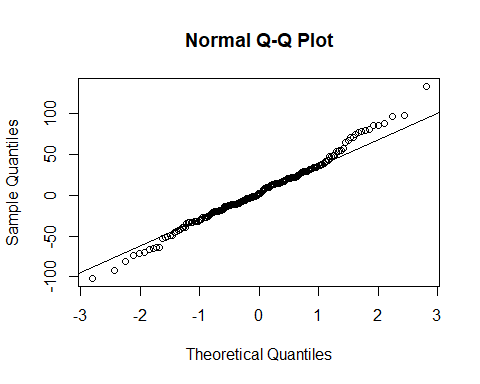 Normal Q-Q Plot
Sample Quantiles
100
50
0
-50
-100
-3 -2 -1 0 1 2 3
Theoretical Quantiles